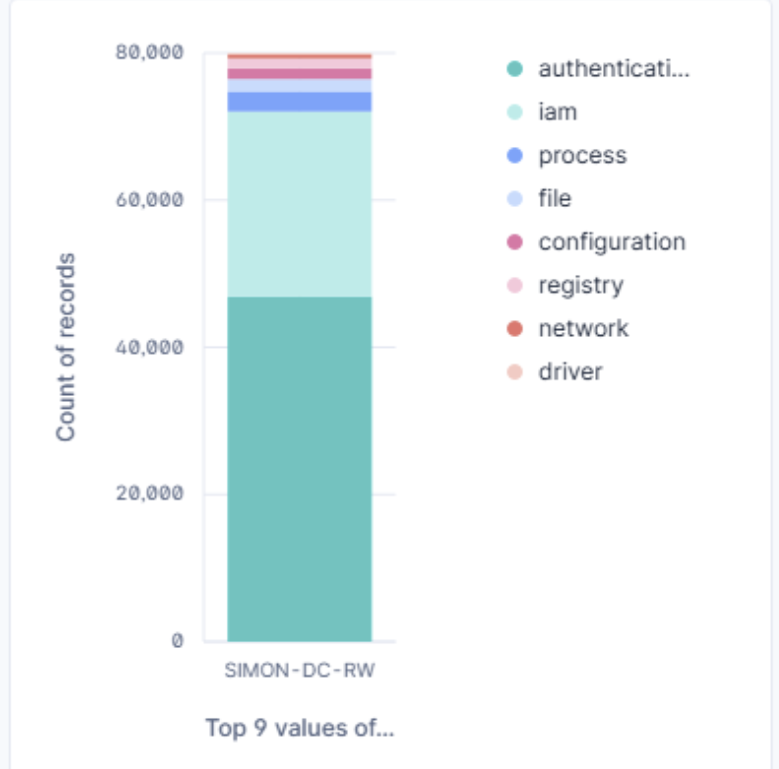 80,000
60,000
40,000
20,000
0
Count of records
SIMON-DC-RW
Top 9 values of...
authenticati...
iam
process
file
configuration
registry
network
driver